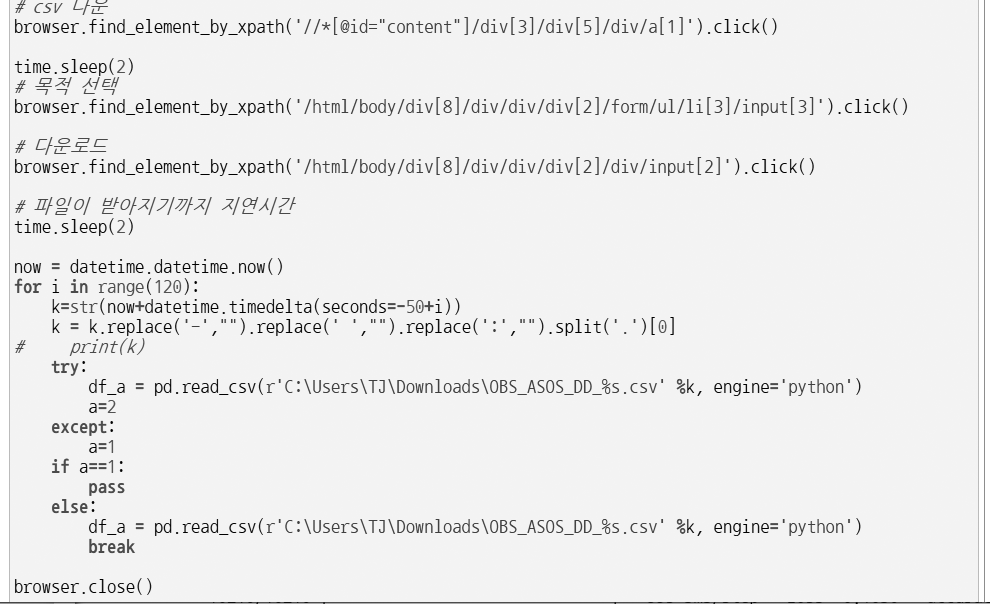 # csv 다운
browser.find_element_by_xpath('//*[@id="content"]/div[3]/div[5]/div/a[1]').click()
time.sleep(2)
# 목적 선택
browser.find_element_by_xpath('/html/body/div[8]/div/div/div[2]/form/ul/li[3]/input[3]').click()
# 다운로드
browser.find_element_by_xpath('/html/body/div[8]/div/div/div[2]/div/input[2]').click()
# 파일이 받아지기까지 지연시간
time.sleep(2)
now = datetime.datetime.now()
for i in range(120):
    k=str(now+datetime.timedelta(seconds=-50+i))
    k = k.replace('-',"").replace(' ',"").replace(':',"").split('.')[0]
#     print(k)
    try:
        df_a = pd.read_csv(r'C:\Users\TJ\Downloads\OBS_ASOS_DD_%s.csv' %k, engine='python')
        a=2
    except:
        a=1
    if a==1:
        pass
    else:
        df_a = pd.read_csv(r'C:\Users\TJ\Downloads\OBS_ASOS_DD_%s.csv' %k, engine='python')
        break
browser.close()